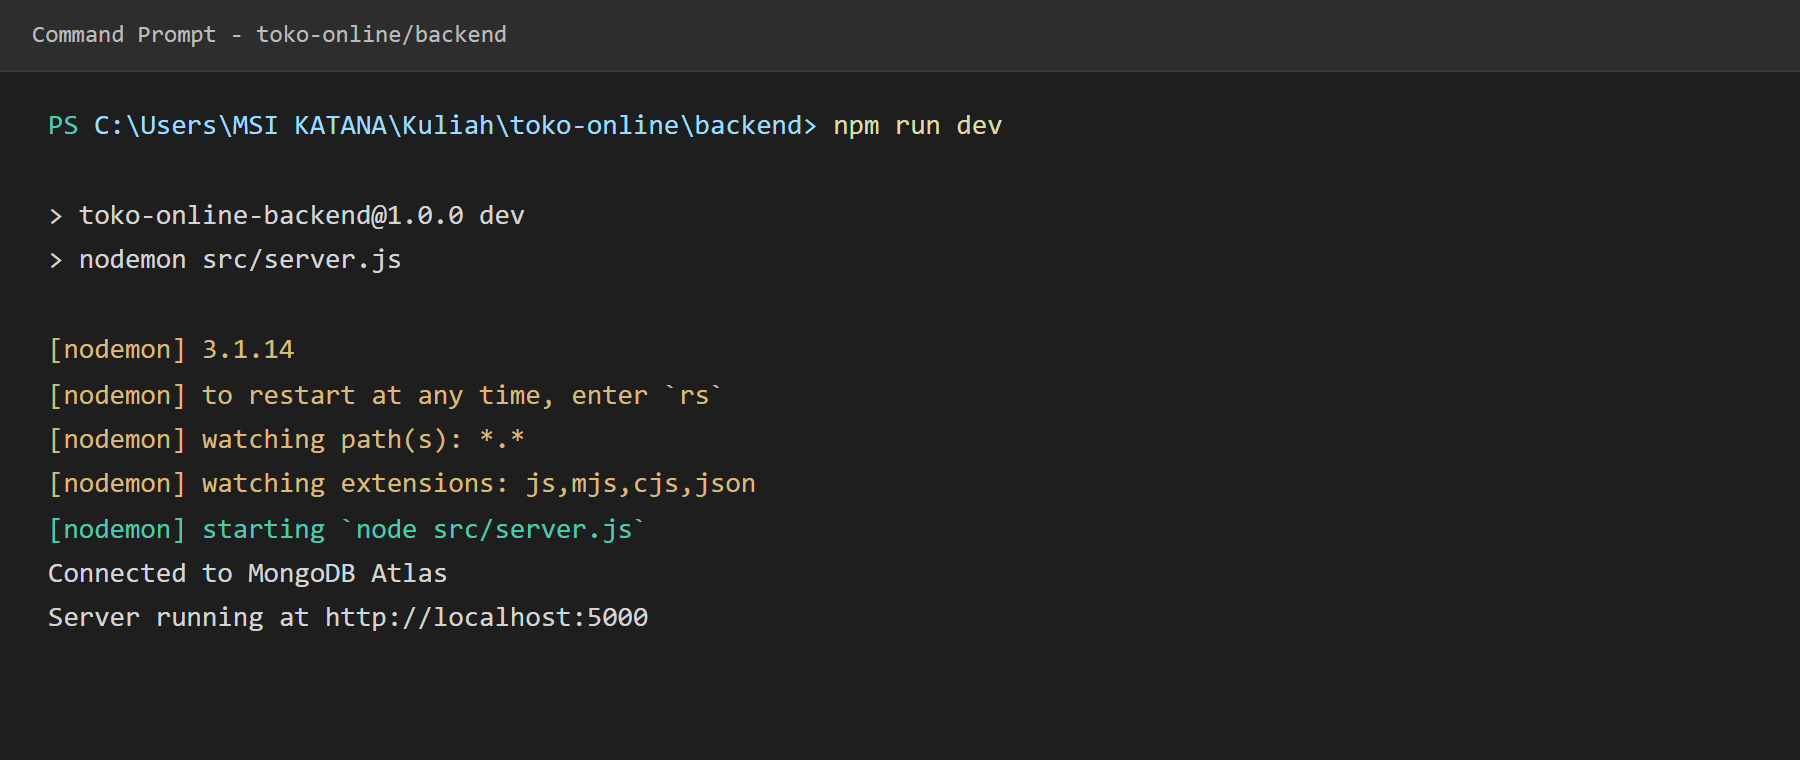 Command Prompt - toko-online/backend
PS C:\Users\MSI KATANA\Kuliah\toko-online\backend> npm run dev
> toko-online-backend@1.0.0 dev
> nodemon src/server.js
[nodemon] 3.1.14
[nodemon] to restart at any time, enter `rs`
[nodemon] watching path(s): *.*
[nodemon] watching extensions: js,mjs,cjs,json
[nodemon] starting `node src/server.js`
Connected to MongoDB Atlas
Server running at http://localhost:5000